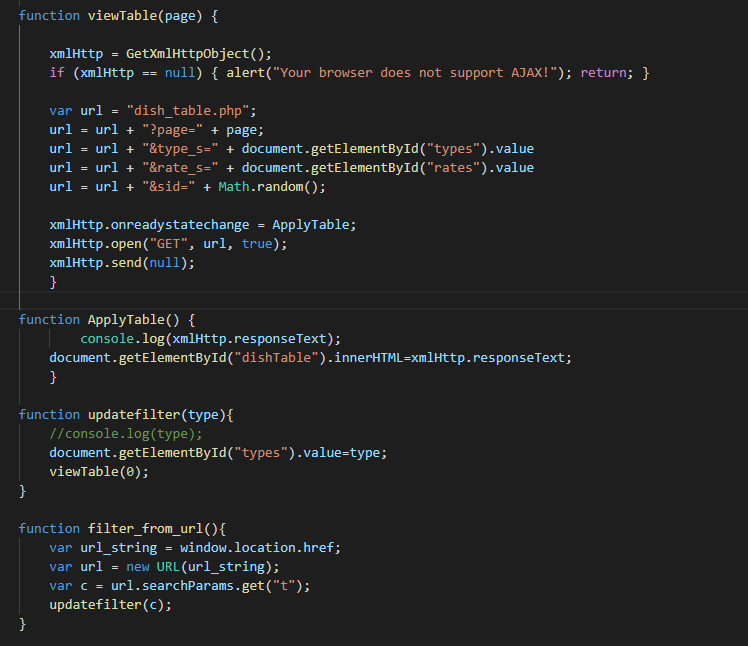 function viewTable(page) {
xmlHttp = GetXmlHttpObject();
if (xmlHttp == null) { alert("Your browser does not support AJAX!"); return; }
var url = "dish_table.php";
url = url + "?page=" + page;
url = url + "&type_s=" + document.getElementById("types").value
url = url + "&rate_s=" + document.getElementById("rates").value
url = url + "&sid=" + Math.random();
xmlHttp.onreadystatechange = ApplyTable;
xmlHttp.open("GET", url, true);
xmlHttp.send(null);
}
function ApplyTable() {
console.log(xmlHttp.responseText);
document.getElementById("dishTable").innerHTML=xmlHttp.responseText;
}
function updatefilter(type){
//console.log(type);
document.getElementById("types").value=type;
viewTable(0);
}
function filter_from_url(){
var url_string = window.location.href;
var url = new URL(url_string);
var c = url.searchParams.get("t");
updatefilter(c);
}